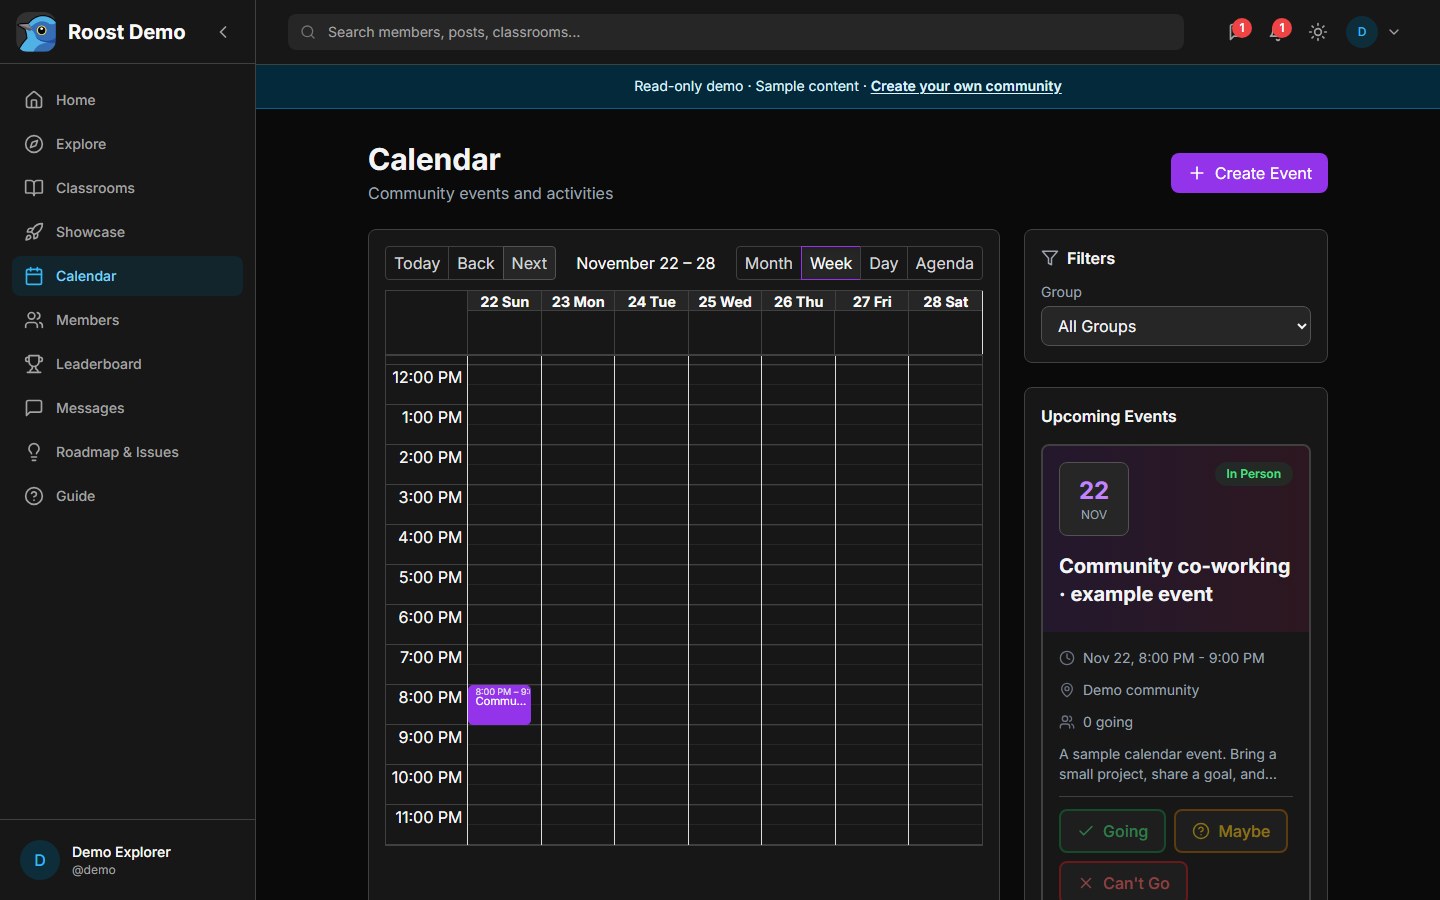 Roost Demo
Search members, posts, classrooms...
1
1
D
Read-only demo · Sample content · Create your own community
Home
Explore
Classrooms
Showcase
Calendar
Members
Leaderboard
Messages
Roadmap & Issues
Guide
D
Demo Explorer
@demo
Calendar
Community events and activities
Create Event
Today
Back
Next
November 22 – 28
Month
Week
Day
Agenda
22 Sun
23 Mon
24 Tue
25 Wed
26 Thu
27 Fri
28 Sat
12:00 PM
1:00 PM
2:00 PM
3:00 PM
4:00 PM
5:00 PM
6:00 PM
7:00 PM
8:00 PM
9:00 PM
10:00 PM
11:00 PM
8:00 PM – 9:
Commu...
Filters
Group
All Groups
Upcoming Events
22
NOV
In Person
Community co-working
· example event
Nov 22, 8:00 PM - 9:00 PM
Demo community
0 going
A sample calendar event. Bring a
small project, share a goal, and...
Going
Maybe
Can't Go